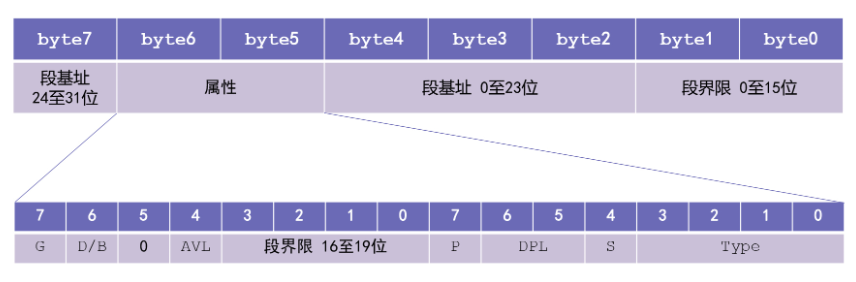 byte7 byte6 byte5 byte4 byte3 byte2 byte1 byte0
段基址
24至31位
属性
段基址 0至23位
段界限 0至15位
7 6 5 4 3 2 1 0 7 6 5 4 3 2 1 0
G D/B 0 AVL 段界限 16至19位 P DPL S Type